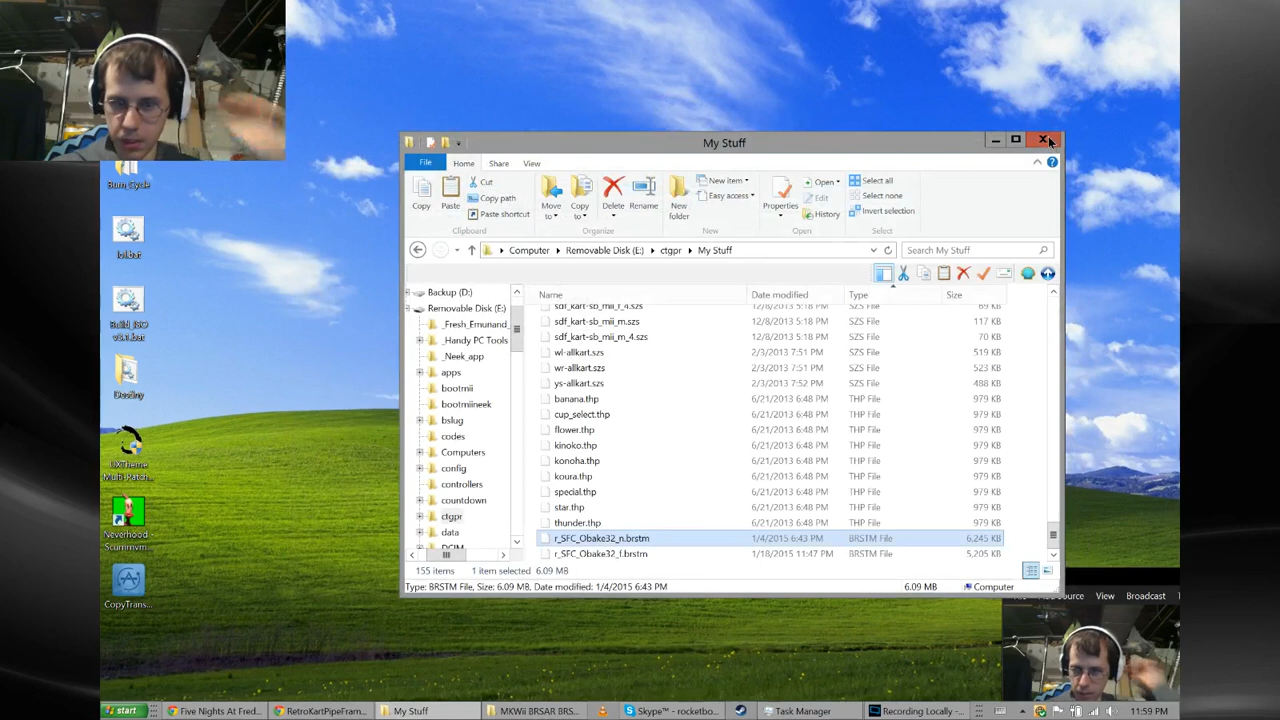 My Stuff
File Home Share View
Copy Paste Cut Copy path Paste shortcut Clipboard
Move to Copy to Delete Rename Organize
New folder New item Easy access New
Properties Open Edit History Open
Select all Select none Invert selection Select
Computer Removable Disk (E:) ctgpr My Stuff Search My Stuff
Name Date modified Type Size
Backup (D:)
Removable Disk (E:)
_Fresh_Emunand_
_Handy PC Tools
_Neek_app
apps
bootmii
bootmiineek
bslug
codes
Computers
config
controllers
countdown
ctgpr
data
DCIM
sdf_kart-sb_mii_f_4.szs 12/8/2013 5:18 PM SZS File 69 KB
sdf_kart-sb_mii_m.szs 12/8/2013 5:18 PM SZS File 117 KB
sdf_kart-sb_mii_m_4.szs 12/8/2013 5:18 PM SZS File 70 KB
wl-allkart.szs 2/3/2013 7:51 PM SZS File 519 KB
wr-allkart.szs 2/3/2013 7:51 PM SZS File 523 KB
ys-allkart.szs 2/3/2013 7:52 PM SZS File 488 KB
banana.thp 6/21/2013 6:48 PM THP File 979 KB
cup_select.thp 6/21/2013 6:48 PM THP File 979 KB
flower.thp 6/21/2013 6:48 PM THP File 979 KB
kinoko.thp 6/21/2013 6:48 PM THP File 979 KB
konoha.thp 6/21/2013 6:48 PM THP File 979 KB
koura.thp 6/21/2013 6:48 PM THP File 979 KB
special.thp 6/21/2013 6:48 PM THP File 979 KB
star.thp 6/21/2013 6:48 PM THP File 979 KB
thunder.thp 6/21/2013 6:48 PM THP File 979 KB
r_SFC_Obake32_n.brstm 1/4/2015 6:43 PM BRSTM File 6,245 KB
r_SFC_Obake32_f.brstm 1/18/2015 11:47 PM BRSTM File 5,205 KB
155 items 1 item selected 6.09 MB
Type: BRSTM File, Size: 6.09 MB, Date modified: 1/4/2015 6:43 PM 6.09 MB Computer
Burn_Cycle
lol.bat
Build_ISO
v3.1.bat
Destiny
UXTheme
Multi-Patch...
Neverhood -
Scummvm...
CopyTrans...
Source View Broadcast
start Five Nights At Fred... RetroKartPipeFram... My Stuff MKWii BRSAR BRS... Skype™ - rocketbo... Task Manager Recording Locally -... 11:59 PM